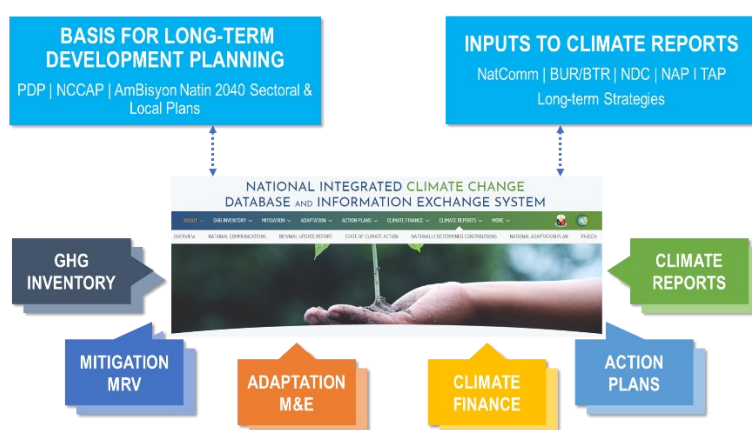 BASIS FOR LONG-TERM
DEVELOPMENT PLANNING
PDP | NCCAP | AmBisyon Natin 2040 Sectoral &
Local Plans
INPUTS TO CLIMATE REPORTS
NatComm | BUR/BTR | NDC | NAP I TAP
Long-term Strategies
NATIONAL INTEGRATED CLIMATE CHANGE
DATABASE AND INFORMATION EXCHANGE SYSTEM
ABOUT GHG INVENTORY MITIGATION ADAPTATION ACTION PLANS CLIMATE FINANCE CLIMATE REPORTS MORE
OVERVIEW NATIONAL COMMUNICATIONS BIENNIAL UPDATE REPORT STATE OF CLIMATE ACTION NATIONALLY DETERMINED CONTRIBUTIONS NATIONAL ADAPTATION PLAN
GHG
INVENTORY
CLIMATE
REPORTS
MITIGATION
MRV
ADAPTATION
M&E
CLIMATE
FINANCE
ACTION
PLANS